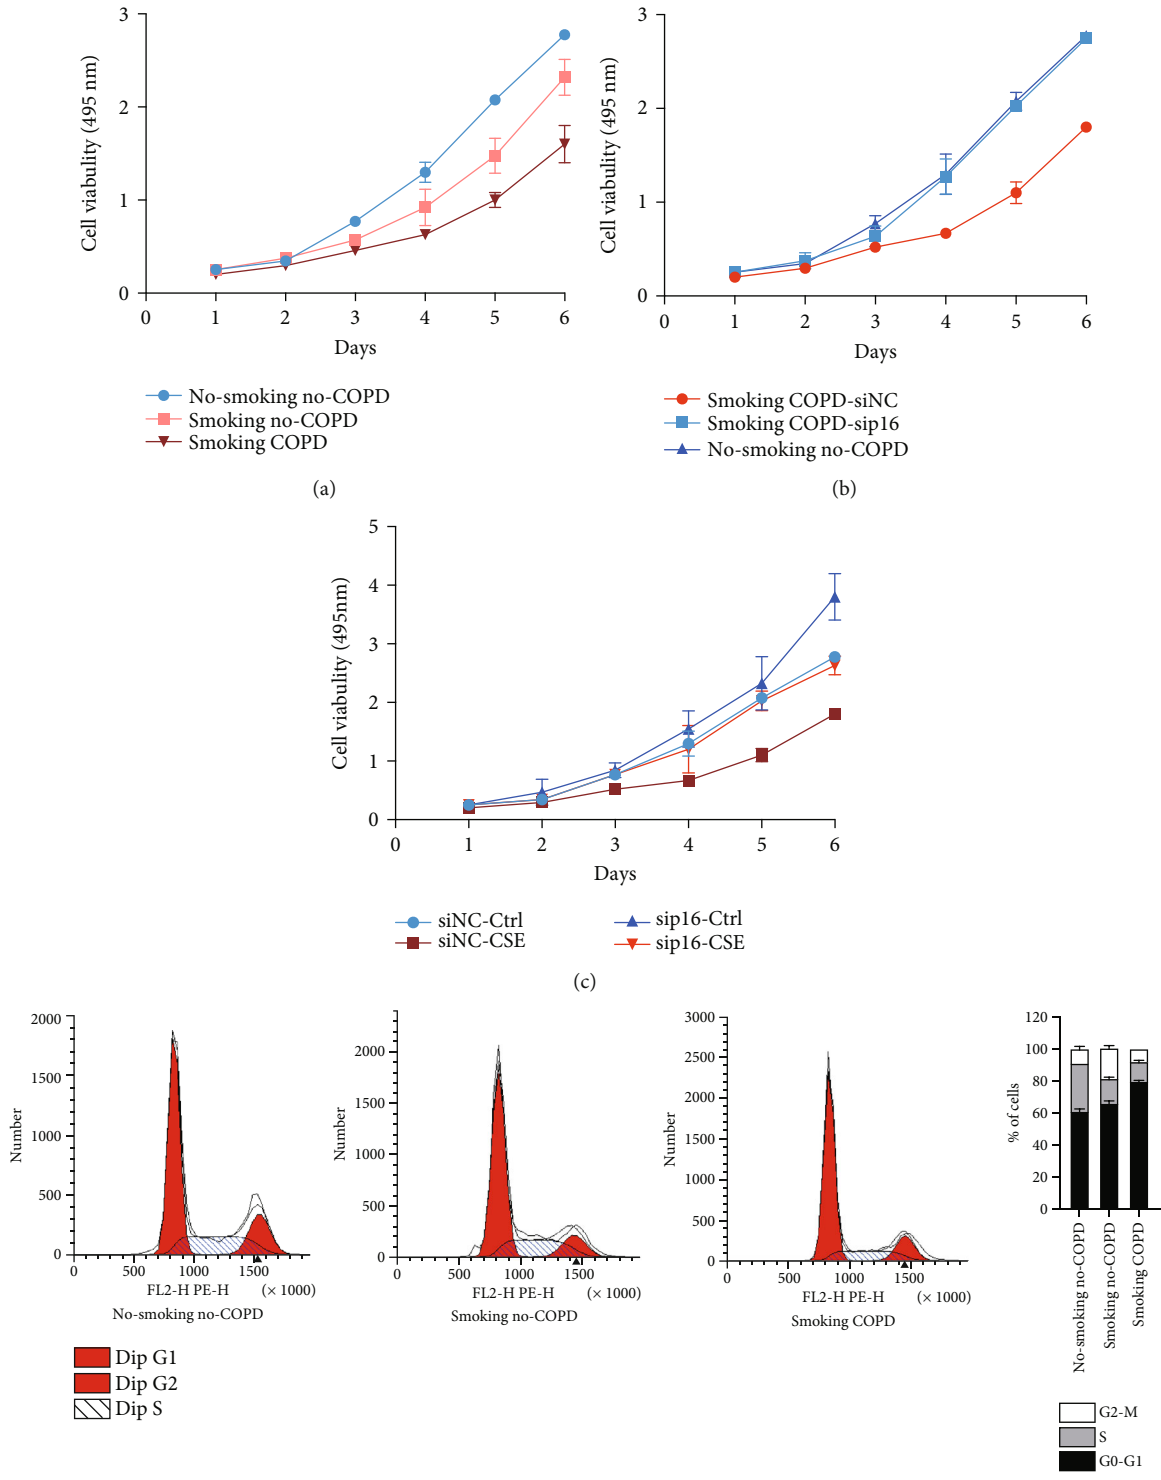 3
2
1
0
Cell viabulity (495 nm)
0 1 2 3 4 5 6
Days
No-smoking no-COPD
Smoking no-COPD
Smoking COPD
(a)
3
2
1
0
Cell viabulity (495 nm)
0 1 2 3 4 5 6
Days
Smoking COPD-siNC
Smoking COPD-sip16
No-smoking no-COPD
(b)
5
4
3
2
1
0
Cell viabulity (495nm)
0 1 2 3 4 5 6
Days
siNC-Ctrl
siNC-CSE
sip16-Ctrl
sip16-CSE
(c)
2000
1500
1000
500
0
Number
0 500 1000 1500
FL2-H PE-H (× 1000)
No-smoking no-COPD
2000
1500
1000
500
0
Number
0 500 1000 1500
FL2-H PE-H (× 1000)
Smoking no-COPD
3000
2500
2000
1500
1000
500
0
Number
0 500 1000 1500
FL2-H PE-H (× 1000)
Smoking COPD
Dip G1
Dip G2
Dip S
120
100
80
60
40
20
0
% of cells
No-smoking no-COPD
Smoking no-COPD
Smoking COPD
G2-M
S
G0-G1